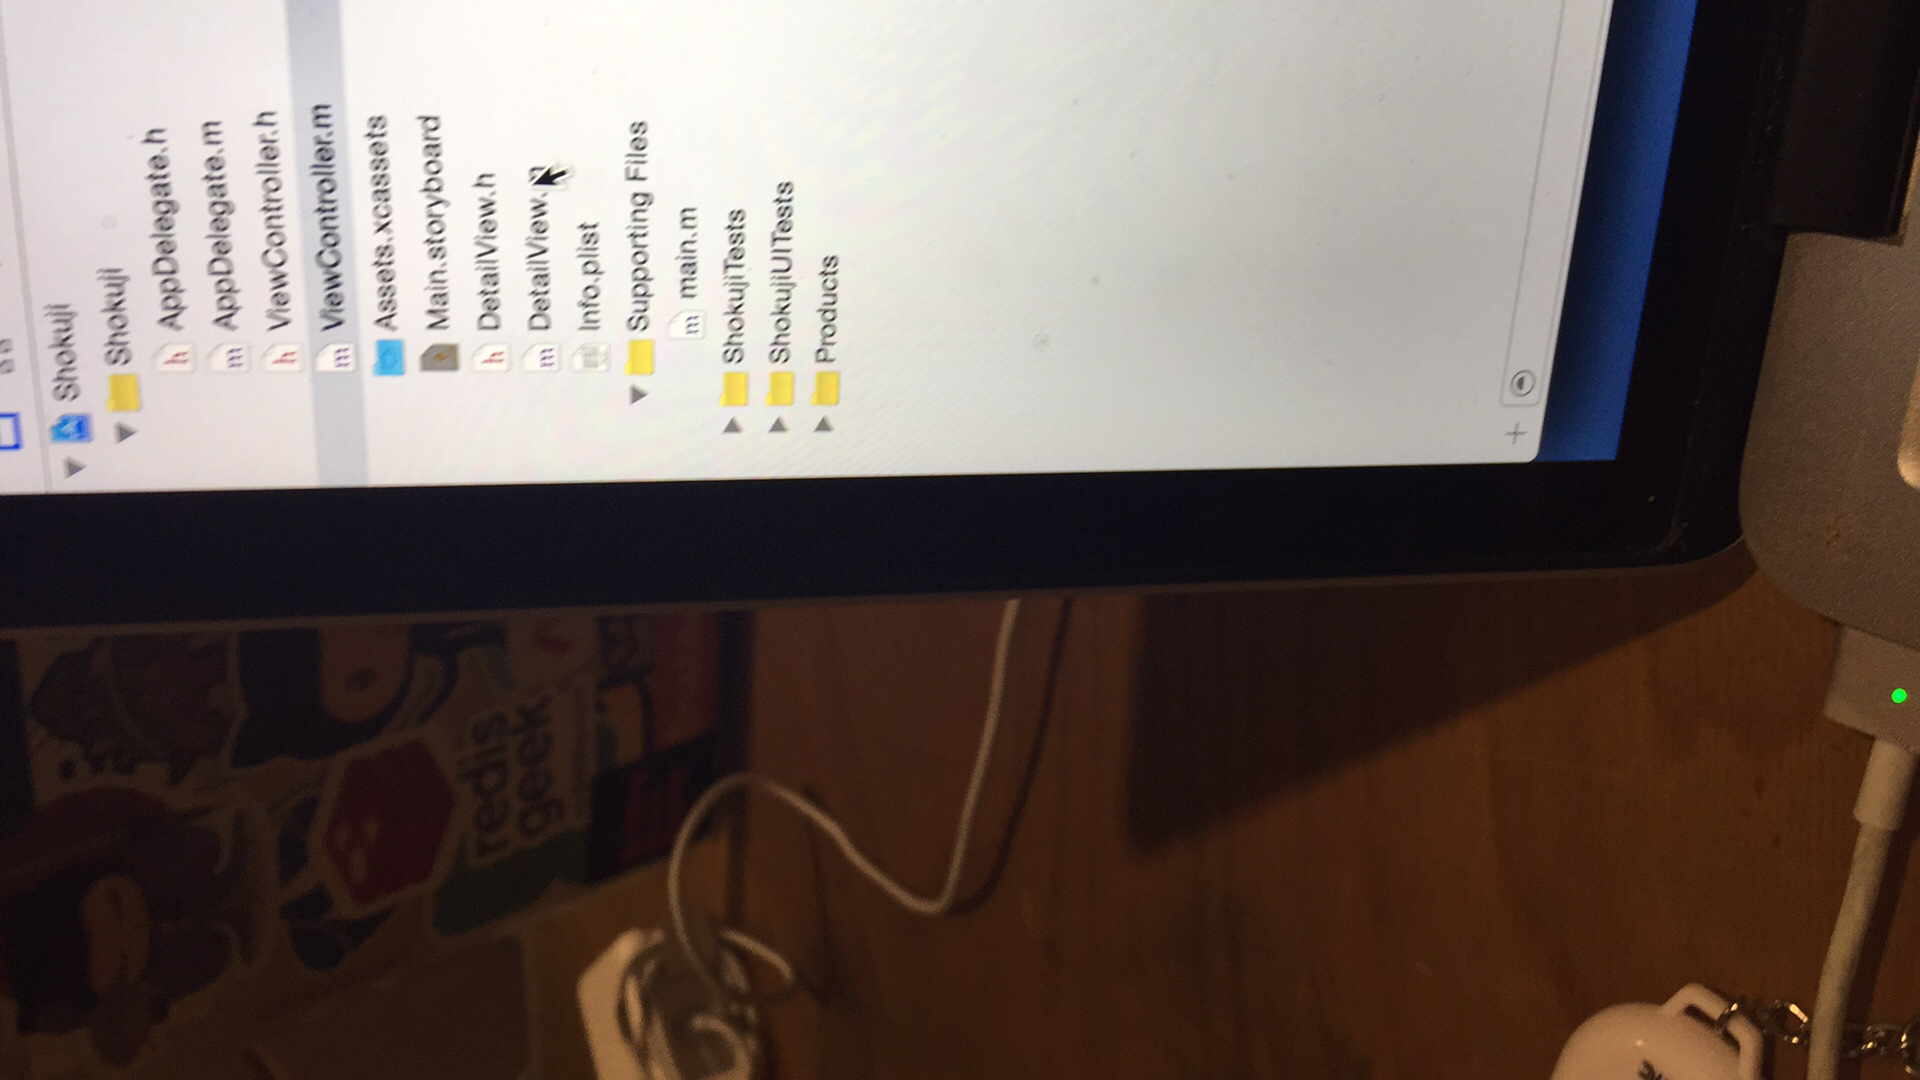 Shokuji
Shokuji
h AppDelegate.h
m AppDelegate.m
h ViewController.h
m ViewController.m
Assets.xcassets
Main.storyboard
h DetailView.h
m DetailView.
Info.plist
Supporting Files
m main.m
ShokujiTests
ShokujiUITests
Products
redis
geek